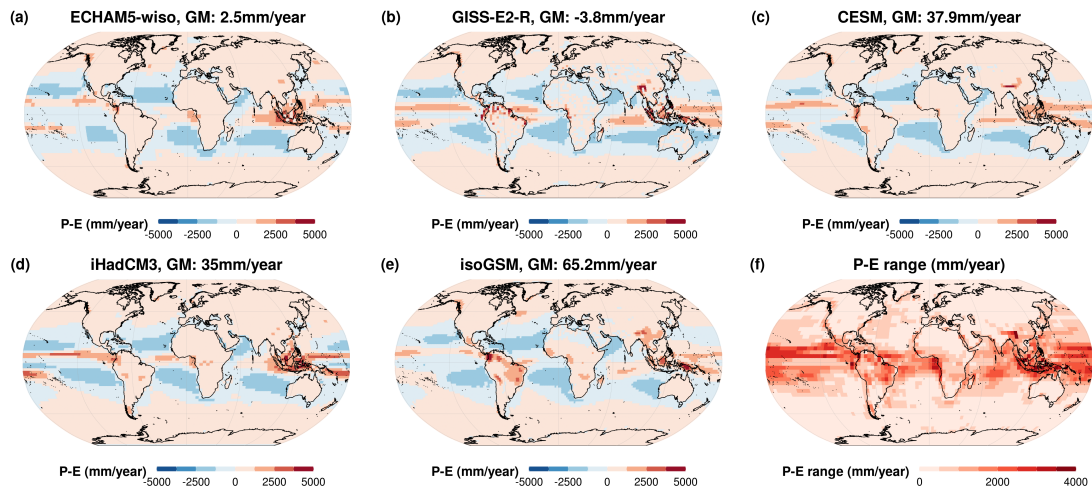 (a) ECHAM5-wiso, GM: 2.5mm/year
(b) GISS-E2-R, GM: -3.8mm/year
(c) CESM, GM: 37.9mm/year
P-E (mm/year)
-5000 -2500 0 2500 5000
P-E (mm/year)
-5000 -2500 0 2500 5000
P-E (mm/year)
-5000 -2500 0 2500 5000
(d) iHadCM3, GM: 35mm/year
(e) isoGSM, GM: 65.2mm/year
(f) P-E range (mm/year)
P-E (mm/year)
-5000 -2500 0 2500 5000
P-E (mm/year)
-5000 -2500 0 2500 5000
P-E range (mm/year)
0 2000 4000